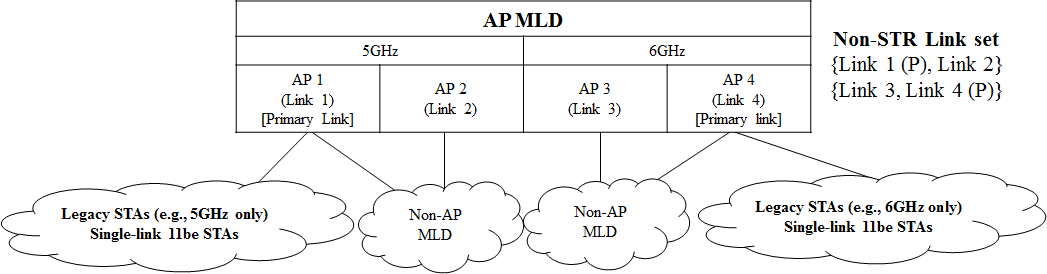 AP MLD
5GHz
6GHz
AP 1
(Link 1)
[Primary Link]
AP 2
(Link 2)
AP 3
(Link 3)
AP 4
(Link 4)
[Primary link]
Non-STR Link set
{Link 1 (P), Link 2}
{Link 3, Link 4 (P)}
Legacy STAs (e.g., 5GHz only)
Single-link 11be STAs
Non-AP
MLD
Non-AP
MLD
Legacy STAs (e.g., 6GHz only)
Single-link 11be STAs